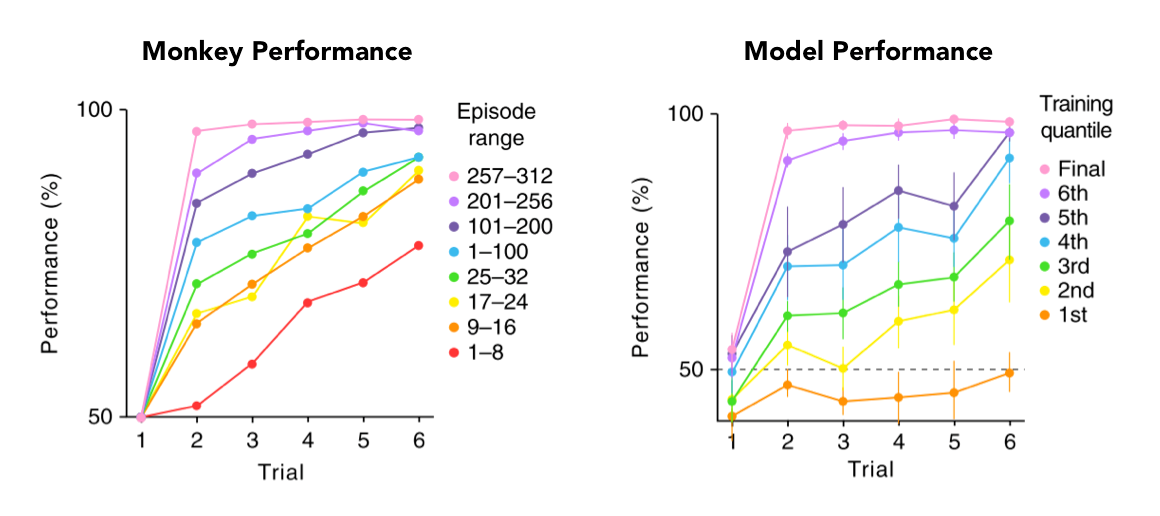 Monkey Performance
Performance (%)
100
50
1 2 3 4 5 6
Trial
Episode
range
257–312
201–256
101–200
1–100
25–32
17–24
9–16
1–8
Model Performance
Performance (%)
100
50
1 2 3 4 5 6
Trial
Training
quantile
Final
6th
5th
4th
3rd
2nd
1st